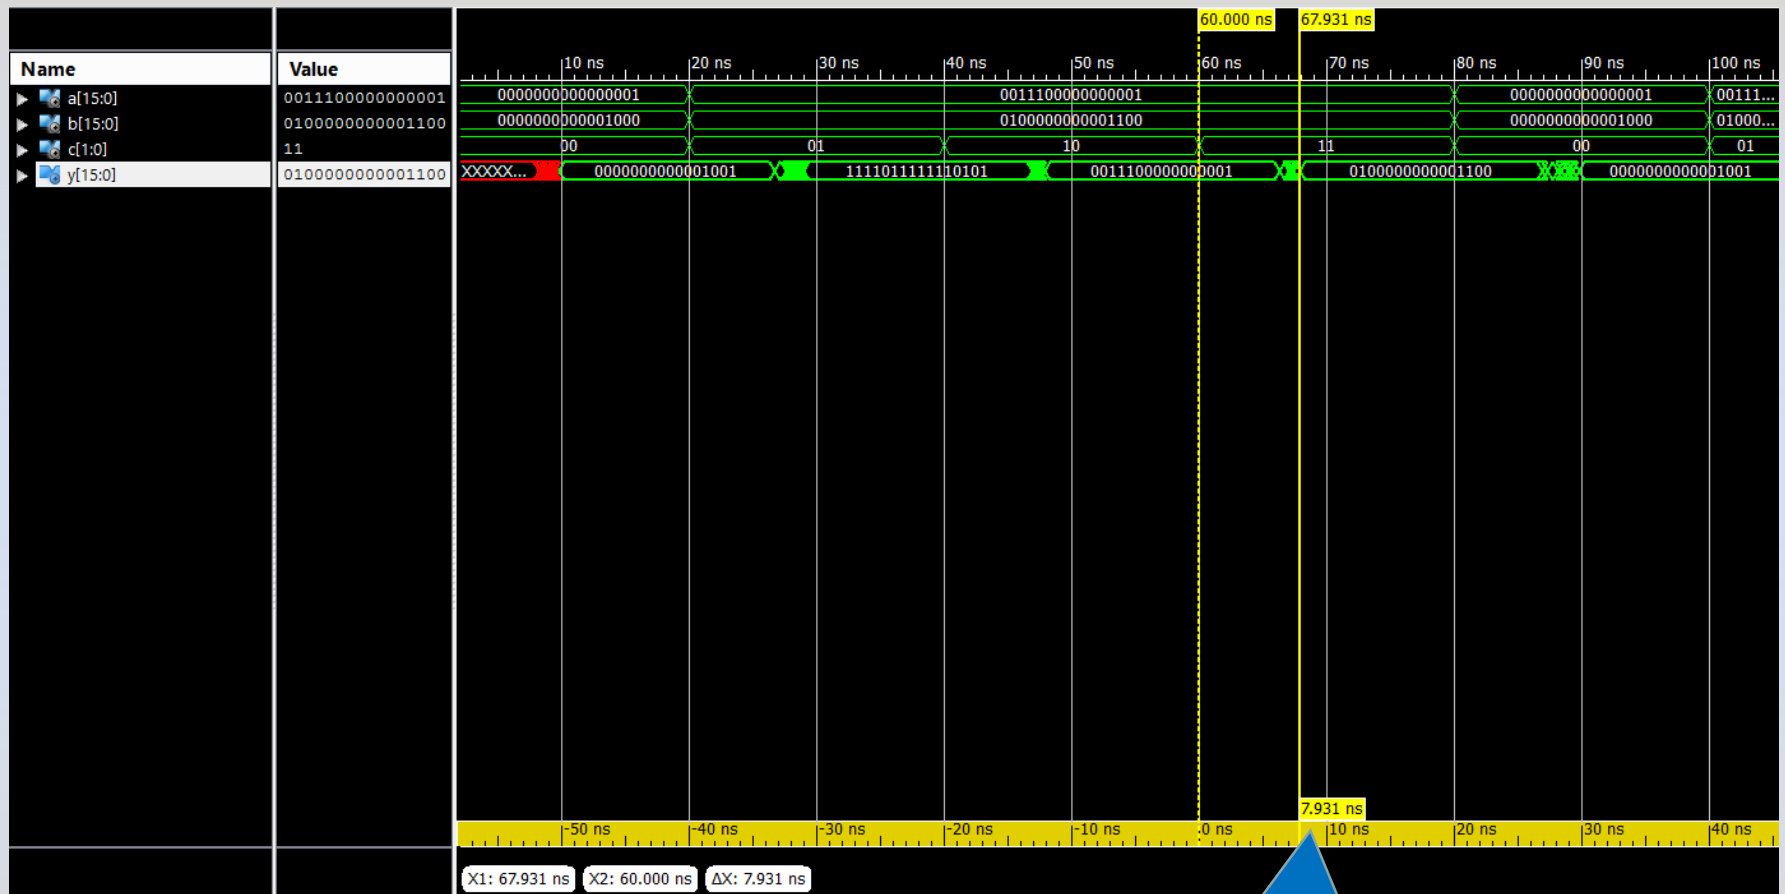 60.000 ns 67.931 ns
Name Value
10 ns 20 ns 30 ns 40 ns 50 ns 60 ns 70 ns 80 ns 90 ns 100 ns
a[15:0] 0011100000000001 0000000000000001 0011100000000001 0000000000000001 00111...
b[15:0] 0100000000001100 0000000000001000 0100000000001100 0000000000001000 01000...
c[1:0] 11 00 01 10 11 00 01
y[15:0] 0100000000001100 XXXXX... 0000000000001001 1111011111110101 0011100000000001 0100000000001100 0000000000001001
7.931 ns
-50 ns -40 ns -30 ns -20 ns -10 ns 0 ns 10 ns 20 ns 30 ns 40 ns
X1: 67.931 ns X2: 60.000 ns ΔX: 7.931 ns